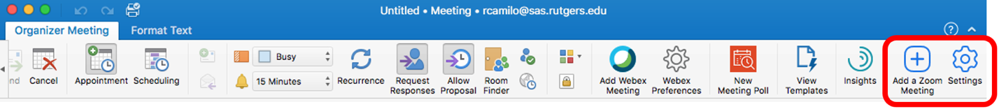 Untitled • Meeting • rcamilo@sas.rutgers.edu
Organizer Meeting Format Text ?
nd Cancel Appointment Scheduling Busy 15 Minutes Recurrence Request Responses Allow Proposal Room Finder Add Webex Meeting Webex Preferences New Meeting Poll View Templates Insights Add a Zoom Meeting Settings